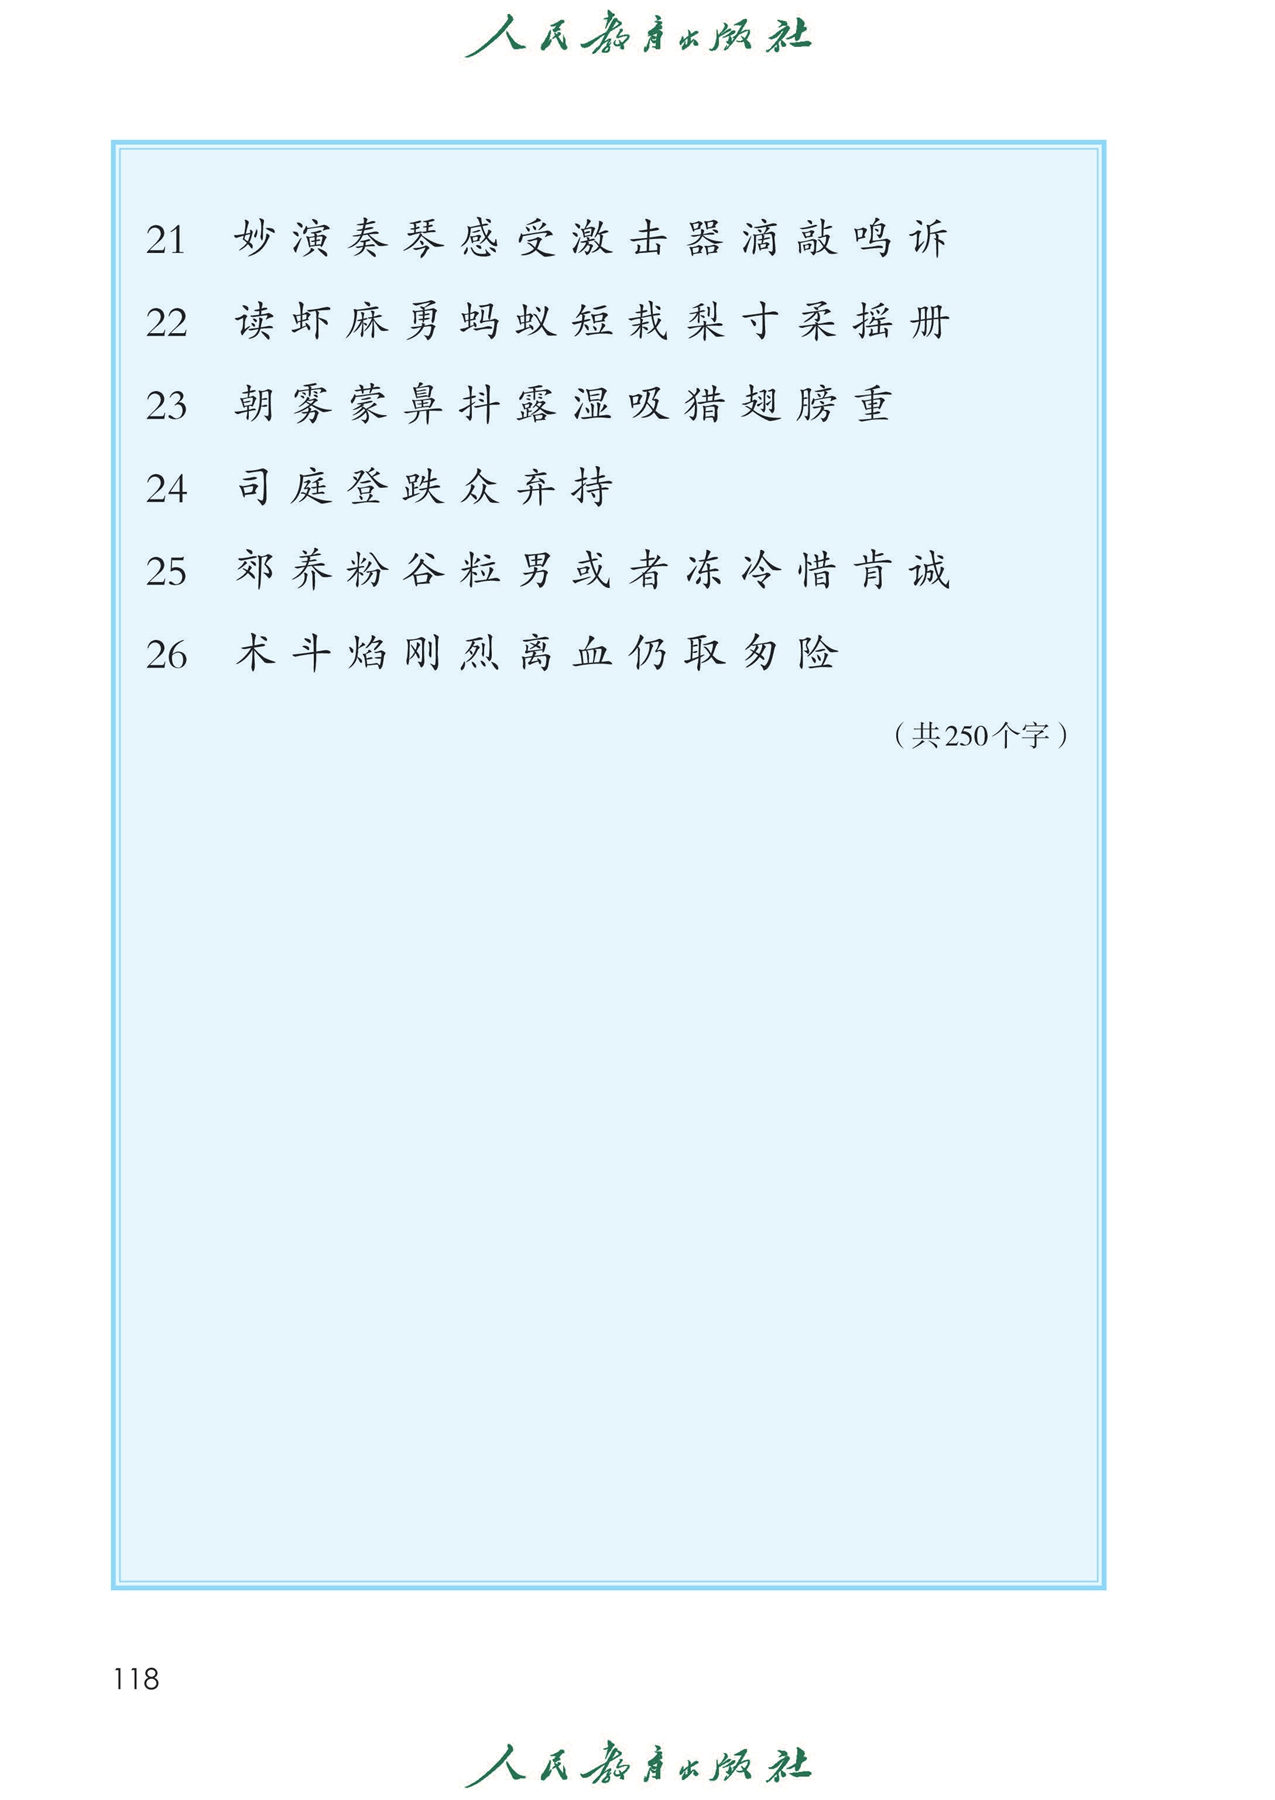 人民教育出版社
21 妙 演 奏 琴 感 受 激 击 器 滴 敲 鸣 诉
22 读 虾 麻 勇 蚂 蚁 短 栽 梨 寸 柔 摇 册
23 朝 雾 蒙 鼻 抖 露 湿 吸 猎 翅 膀 重
24 司 庭 登 跌 众 弃 持
25 郊 养 粉 谷 粒 男 或 者 冻 冷 惜 肯 诚
26 术 斗 焰 刚 烈 离 血 仍 取 匆 险
（共250个字）
118
人民教育出版社